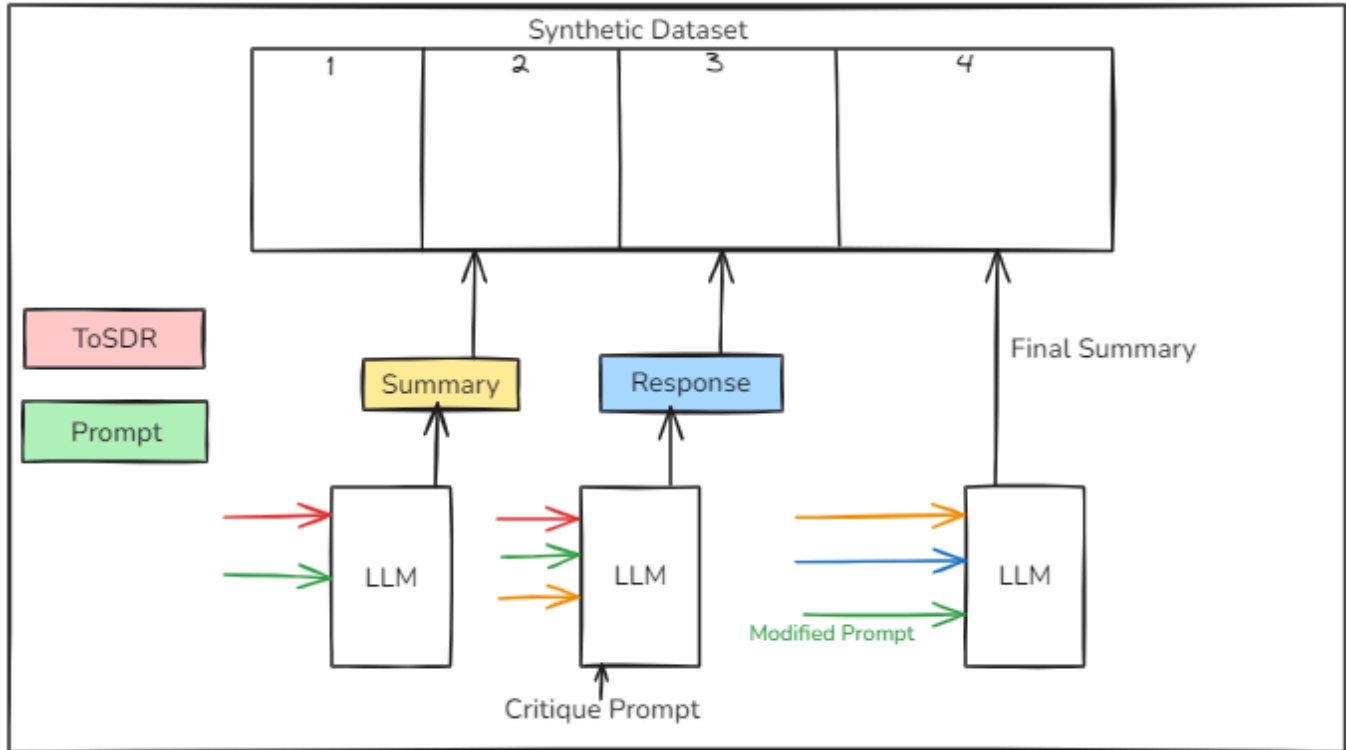 Synthetic Dataset
1
2
3
4
ToSDR
Prompt
Summary
Response
Final Summary
LLM
LLM
LLM
Modified Prompt
Critique Prompt